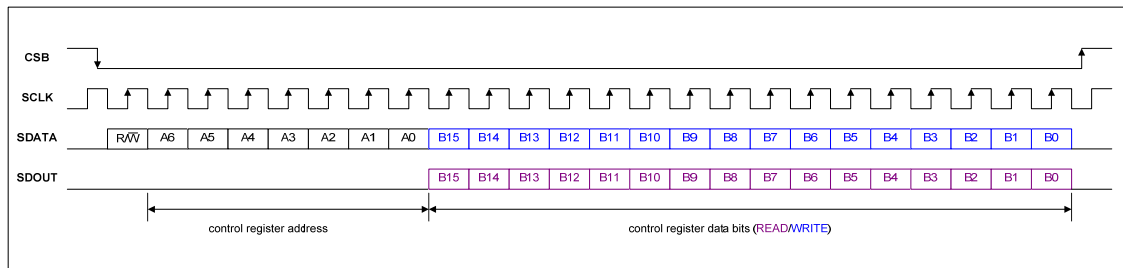 CSB
SCLK
SDATA R/W A6 A5 A4 A3 A2 A1 A0 B15 B14 B13 B12 B11 B10 B9 B8 B7 B6 B5 B4 B3 B2 B1 B0
SDOUT B15 B14 B13 B12 B11 B10 B9 B8 B7 B6 B5 B4 B3 B2 B1 B0
control register address control register data bits (READ/WRITE)